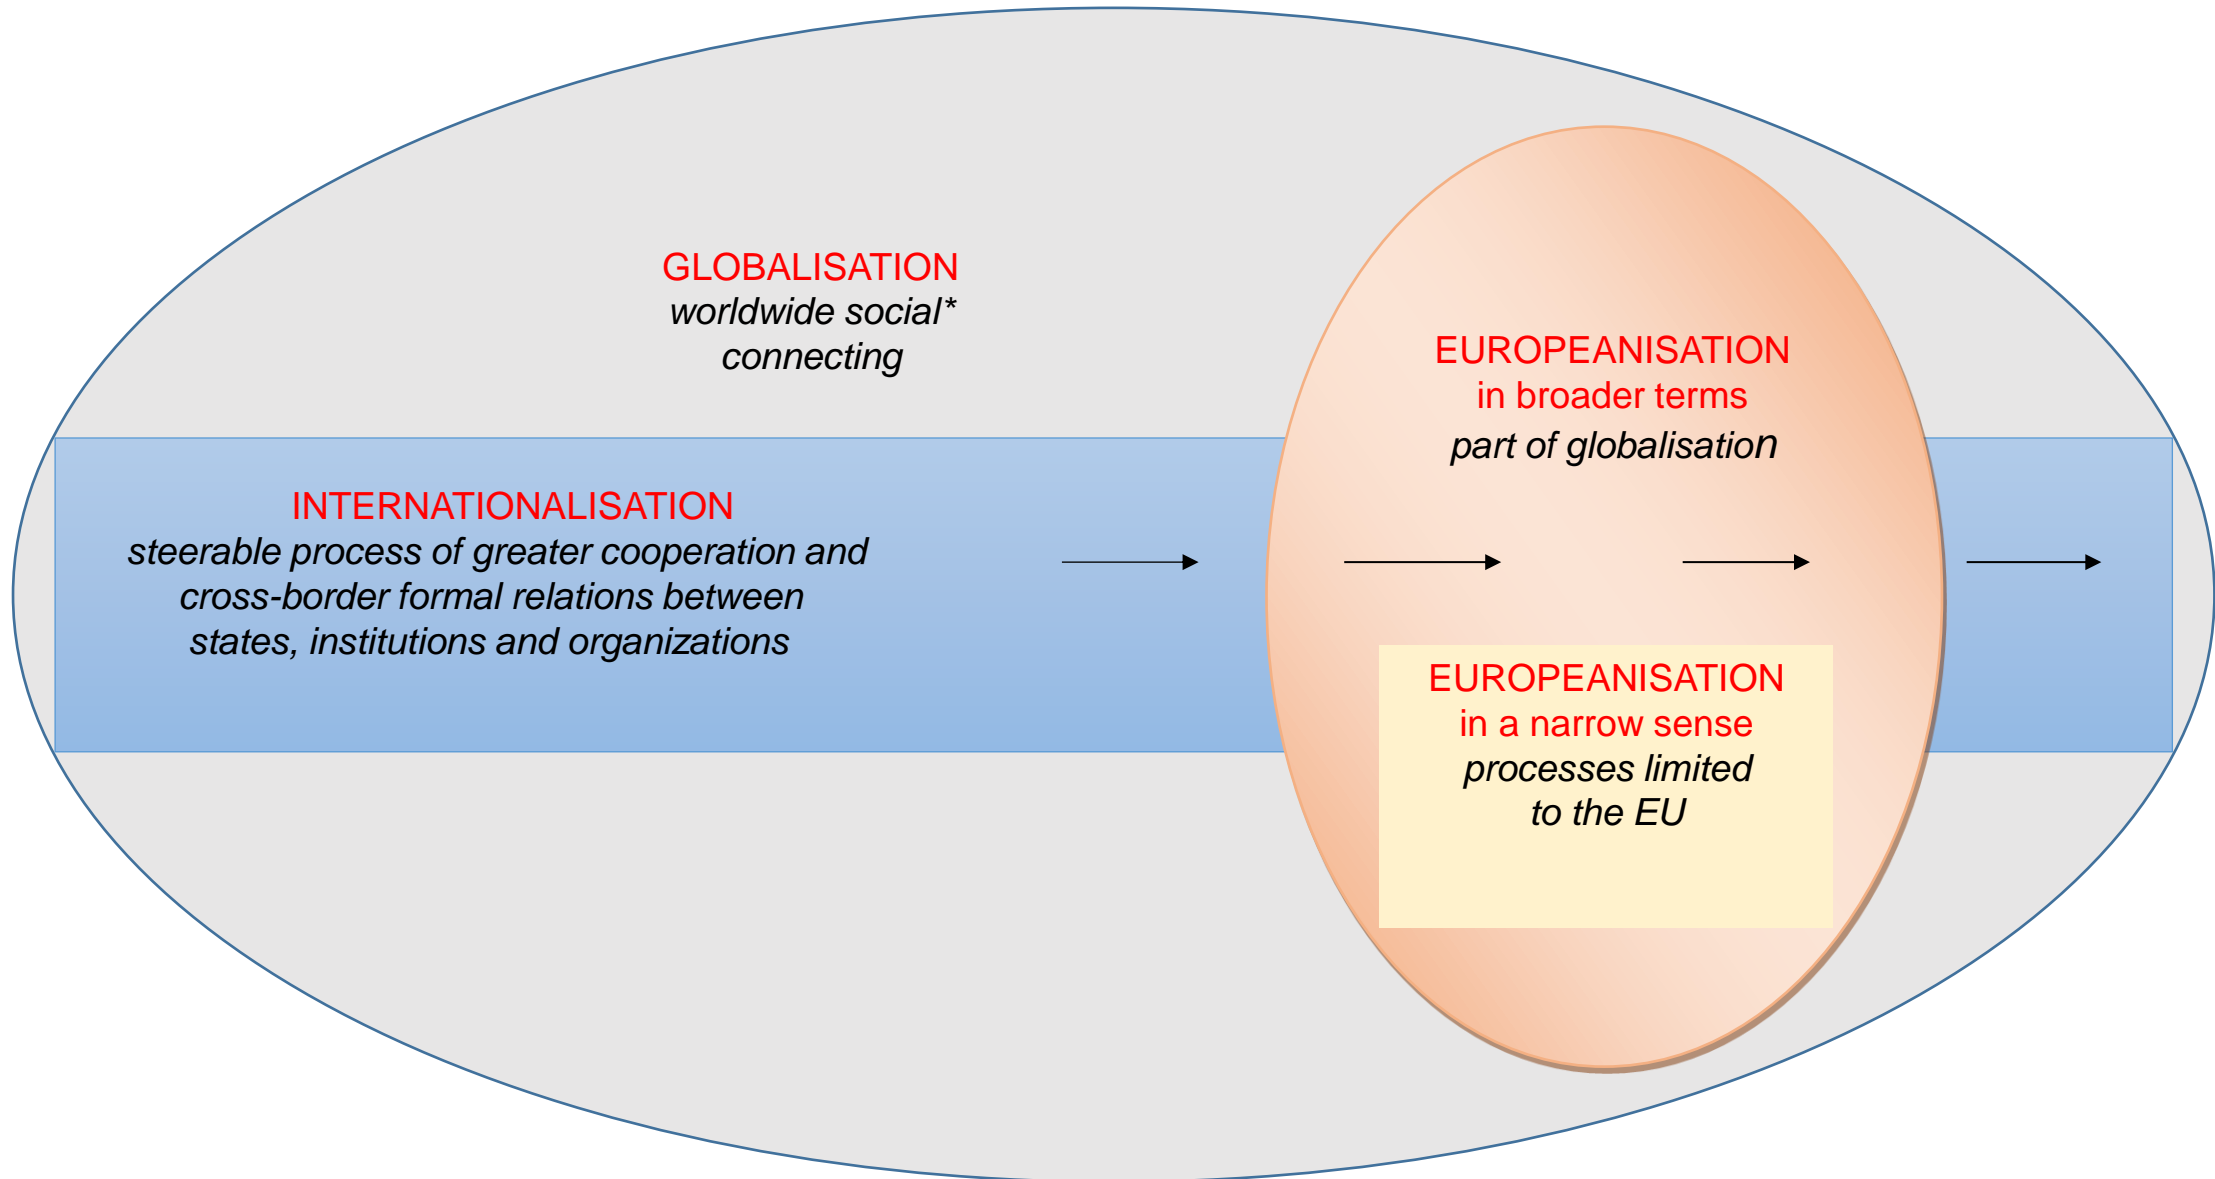 GLOBALISATION
worldwide social*
connecting
INTERNATIONALISATION
steerable process of greater cooperation and
cross-border formal relations between
states, institutions and organizations
EUROPEANISATION
in broader terms
part of globalisation
EUROPEANISATION
in a narrow sense
processes limited
to the EU